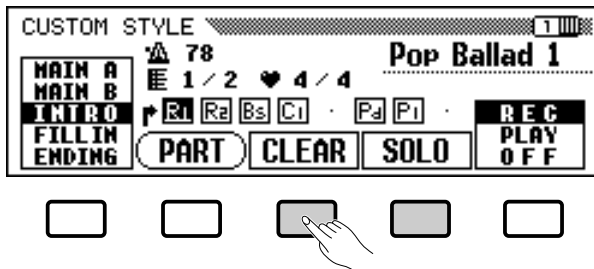 CUSTOM STYLE 1
78 Pop Ballad 1
1/2 4/4
MAIN A
MAIN B
INTRO
FILL IN
ENDING
R1 R2 Bs C1 · Pd P1 ·
PART CLEAR SOLO
REC
PLAY
OFF